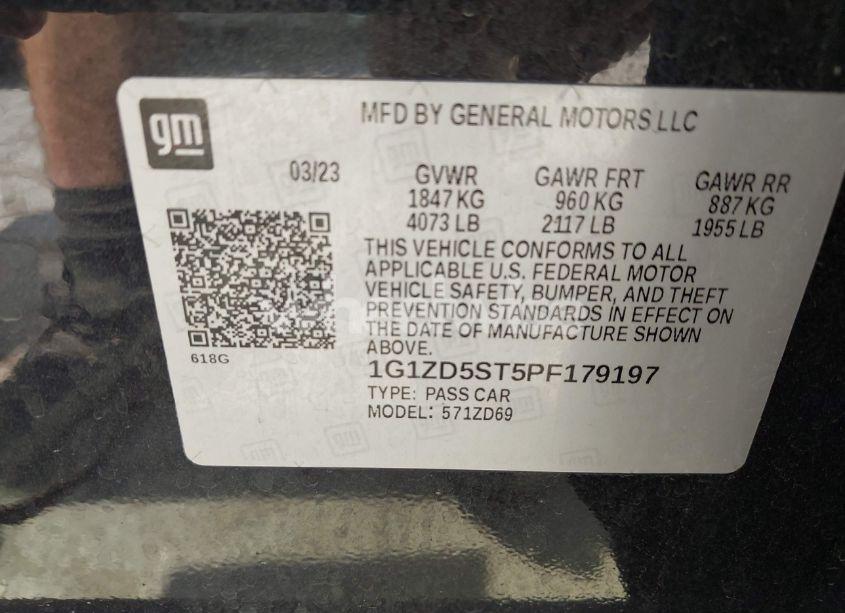 gm
MFD BY GENERAL MOTORS LLC
03/23
GVWR GAWR FRT GAWR RR
1847 KG 960 KG 887 KG
4073 LB 2117 LB 1955 LB
THIS VEHICLE CONFORMS TO ALL
APPLICABLE U.S. FEDERAL MOTOR
VEHICLE SAFETY, BUMPER, AND THEFT
PREVENTION STANDARDS IN EFFECT ON
THE DATE OF MANUFACTURE SHOWN
ABOVE.
618G
1G1ZD5ST5PF179197
TYPE: PASS CAR
MODEL: 571ZD69